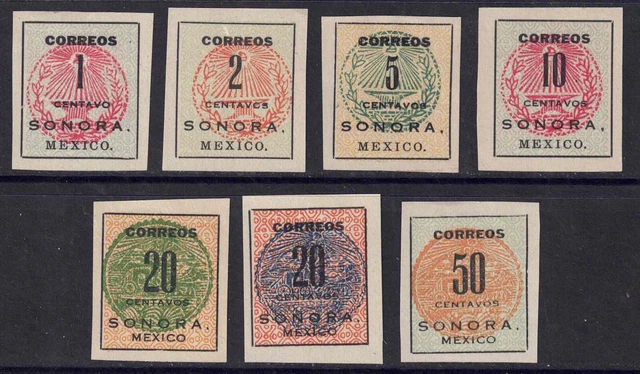 CORREOS
1
CENTAVO
SONORA.
MEXICO.
CORREOS
2
CENTAVOS
SONORA.
MEXICO.
CORREOS
5
CENTAVOS
SONORA.
MEXICO.
CORREOS
10
CENTAVOS
SONORA.
MEXICO.
CORREOS
20
CENTAVOS
SONORA.
MEXICO
CORREOS
20
CENTAVOS
SONORA.
MEXICO
CORREOS
50
CENTAVOS
SONORA.
MEXICO